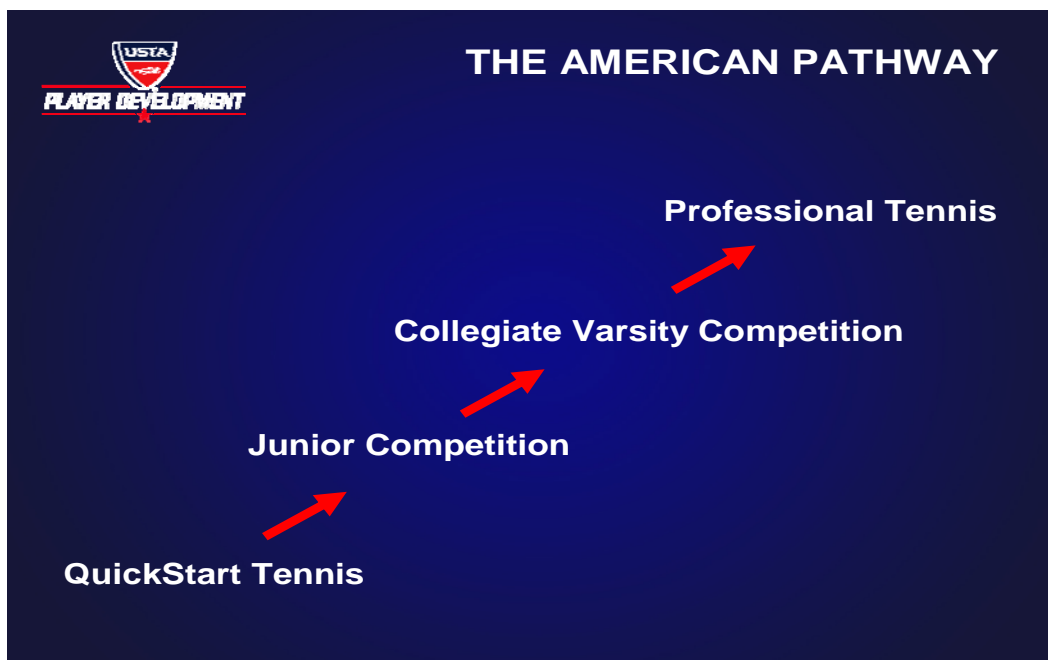 USTA
PLAYER DEVELOPMENT
THE AMERICAN PATHWAY
Professional Tennis
Collegiate Varsity Competition
Junior Competition
QuickStart Tennis